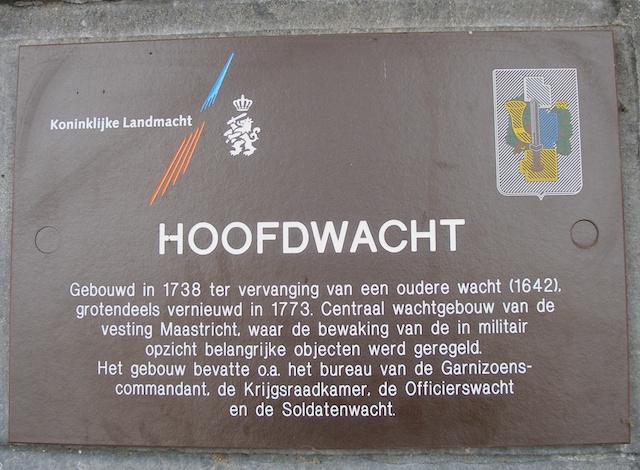 Koninklijke Landmacht
HOOFDWACHT
Gebouwd in 1738 ter vervanging van een oudere wacht (1642),
grotendeels vernieuwd in 1773. Centraal wachtgebouw van de
vesting Maastricht, waar de bewaking van de in militair
opzicht belangrijke objecten werd geregeld.
Het gebouw bevatte o.a. het bureau van de Garnizoens-
commandant, de Krijgsraadkamer, de Officierswacht
en de Soldatenwacht.